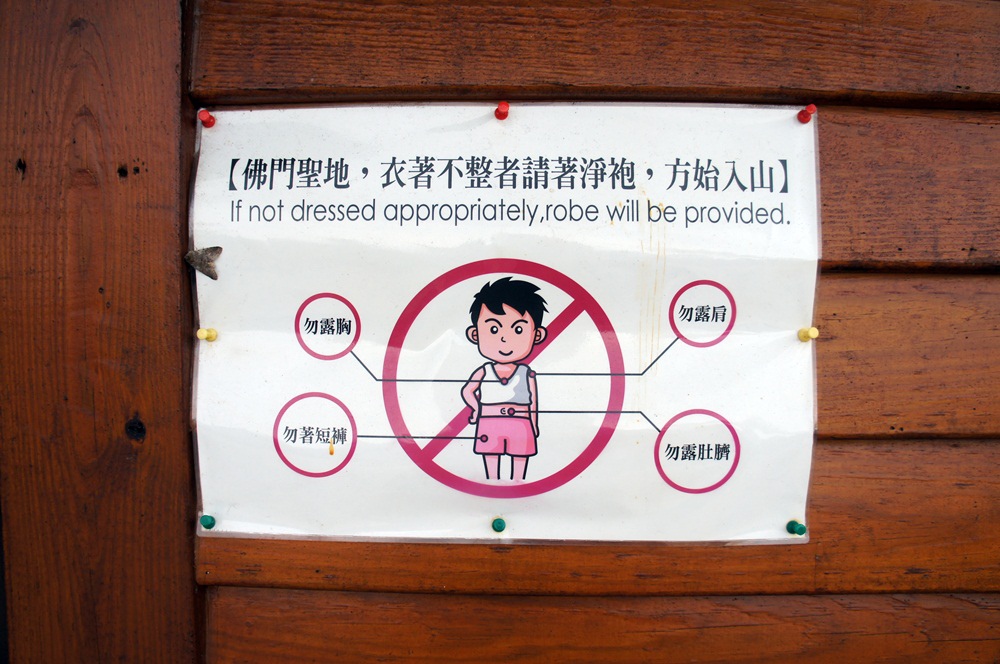 【佛門聖地，衣著不整者請著淨袍，方始入山】
If not dressed appropriately,robe will be provided.
勿露胸
勿露肩
勿著短褲
勿露肚臍